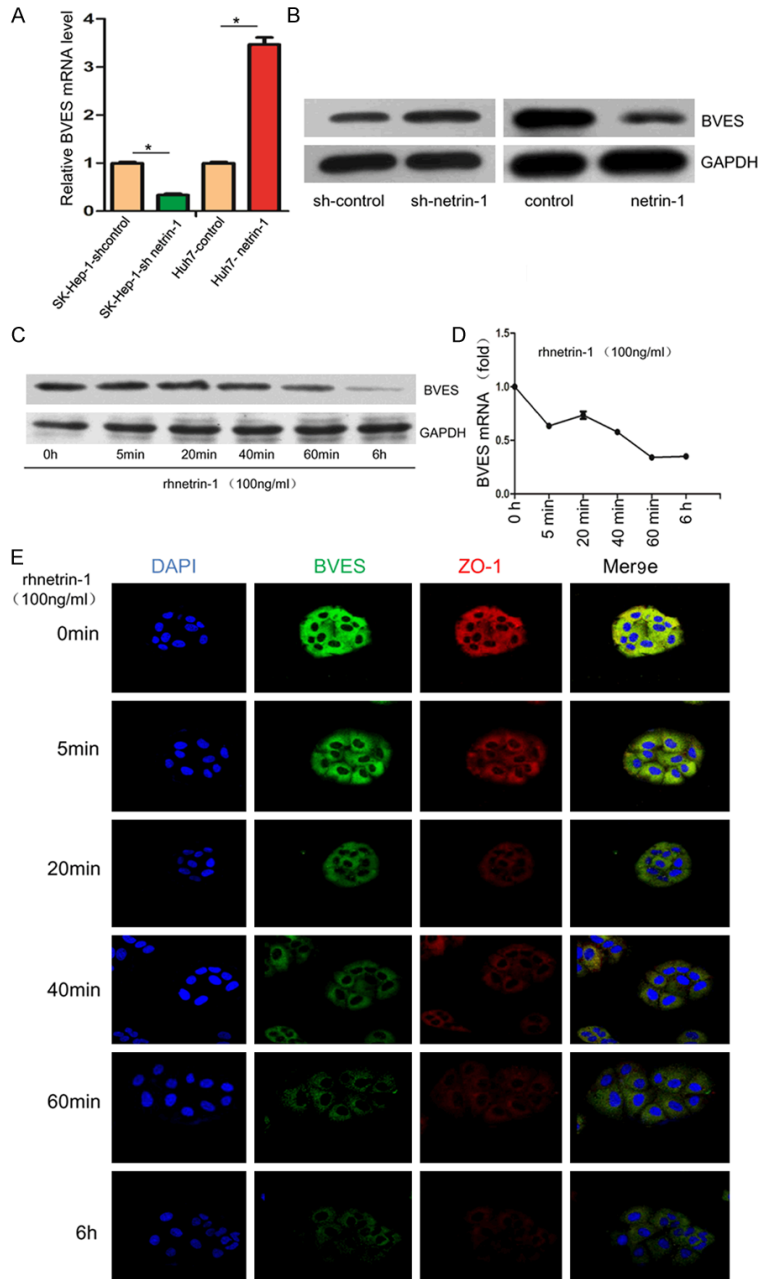 A
Relative BVES mRNA level
4
3
2
1
0
*
*
SK-Hep-1-shcontrol
SK-Hep-1-sh netrin-1
Huh7-control
Huh7- netrin-1
B
BVES
GAPDH
sh-control
sh-netrin-1
control
netrin-1
C
BVES
GAPDH
0h
5min
20min
40min
60min
6h
rhnetrin-1 （100ng/ml）
D
BVES mRNA （fold）
1.5
1.0
0.5
0.0
rhnetrin-1 （100ng/ml）
0 h
5 min
20 min
40 min
60 min
6 h
E
rhnetrin-1
（100ng/ml）
DAPI
BVES
ZO-1
Merge
0min
5min
20min
40min
60min
6h